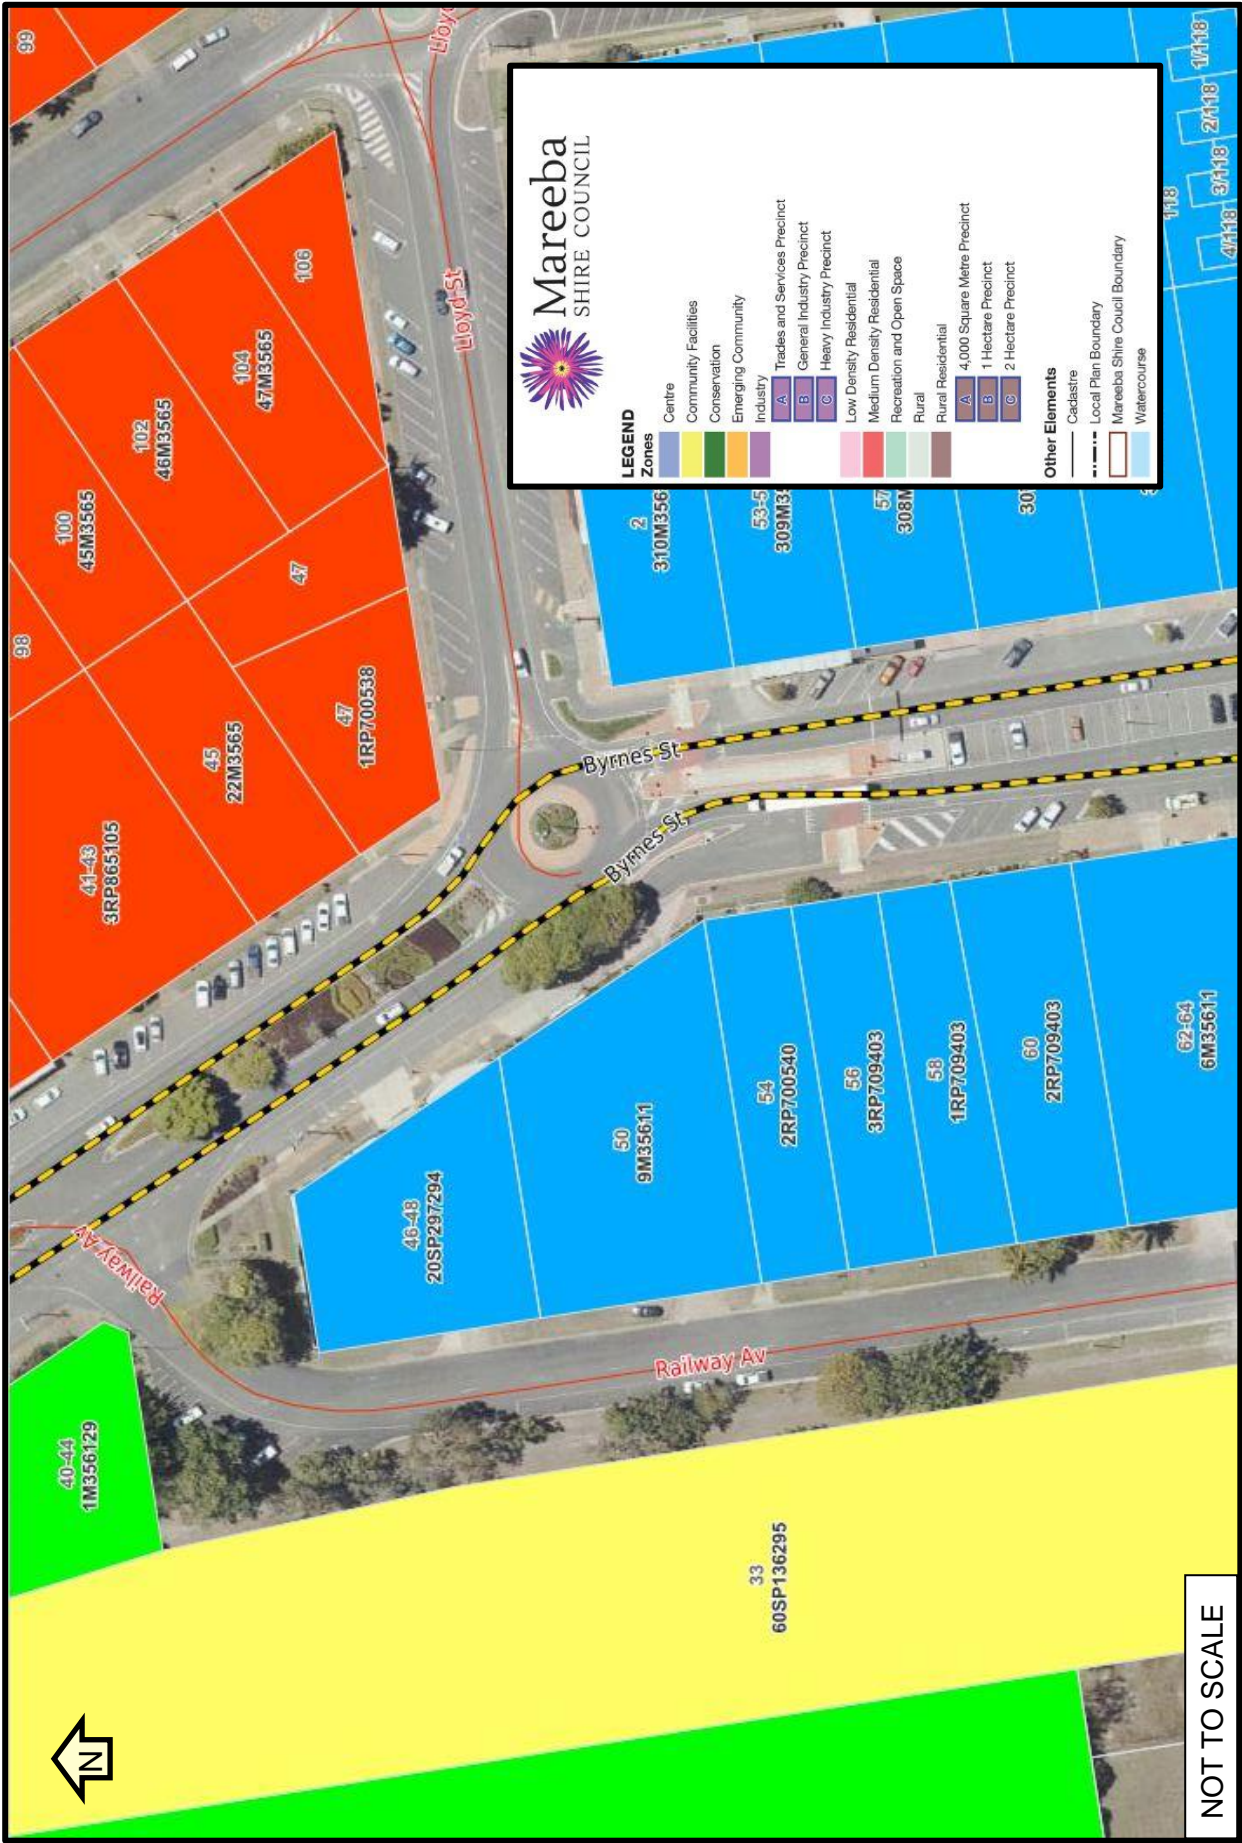 99
98
100
45M3565
102
46M3565
104
47M3565
106
47
41-43
3RP865105
45
22M3565
47
1RP700538
Lloyd St
Byrnes St
Byrnes St
Railway Av
Railway Av
40-44
1M356129
46-48
20SP297294
50
9M35611
54
2RP700540
56
3RP709403
58
1RP709403
60
2RP709403
62-64
6M35611
33
60SP136295
2
310M356
53-5
309M3
57
308M
30
118
1/118
2/118
3/118
4/118
Mareeba
SHIRE COUNCIL
LEGEND
Zones
Centre
Community Facilities
Conservation
Emerging Community
Industry
A Trades and Services Precinct
B General Industry Precinct
C Heavy Industry Precinct
Low Density Residential
Medium Density Residential
Recreation and Open Space
Rural
Rural Residential
A 4,000 Square Metre Precinct
B 1 Hectare Precinct
C 2 Hectare Precinct
Other Elements
Cadastre
Local Plan Boundary
Mareeba Shire Coucil Boundary
Watercourse
N
NOT TO SCALE